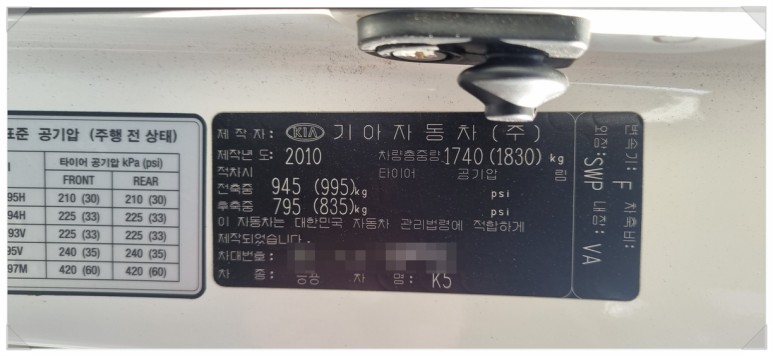 표준 공기압 (주행 전 상태)
타이어 공기압 kPa (psi)
FRONT REAR
95H 210 (30) 210 (30)
94H 225 (33) 225 (33)
93V 225 (33) 225 (33)
95V 240 (35) 240 (35)
97M 420 (60) 420 (60)
제 작 자: KIA 기아자동차(주)
제작년 도: 2010 차량총중량: 1740 (1830) kg
적차시 타이어 공기압 림
전축중 945 (995)kg psi
후축중 795 (835)kg psi
이 자동차는 대한민국 자동차 관리법령에 적합하게
제작되었습니다.
차대번호:
차 종: 승용 차 명: K5
변속기: F 차축비:
외장: SWP 내장: VA